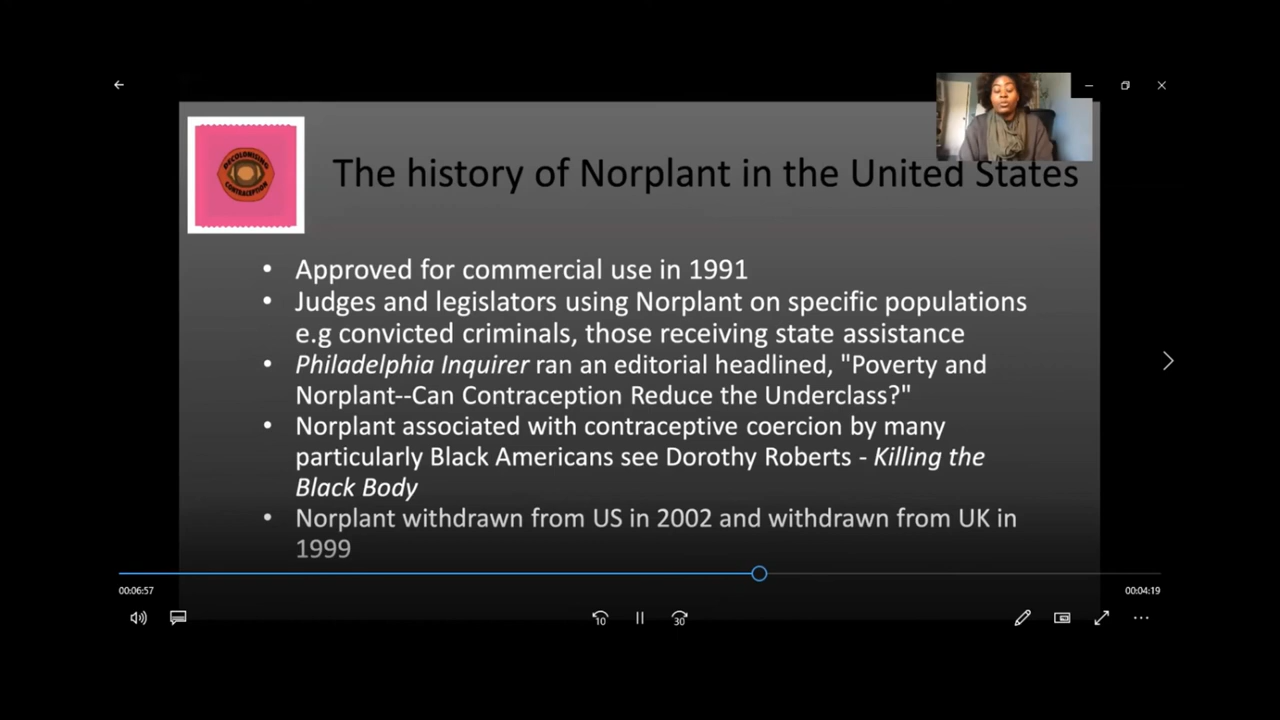 DECOLONISING
CONTRACEPTION
The history of Norplant in the United States
• Approved for commercial use in 1991
• Judges and legislators using Norplant on specific populations
e.g convicted criminals, those receiving state assistance
• Philadelphia Inquirer ran an editorial headlined, "Poverty and
Norplant--Can Contraception Reduce the Underclass?"
• Norplant associated with contraceptive coercion by many
particularly Black Americans see Dorothy Roberts - Killing the
Black Body
• Norplant withdrawn from US in 2002 and withdrawn from UK in
1999
00:06:57
00:04:19
10
30